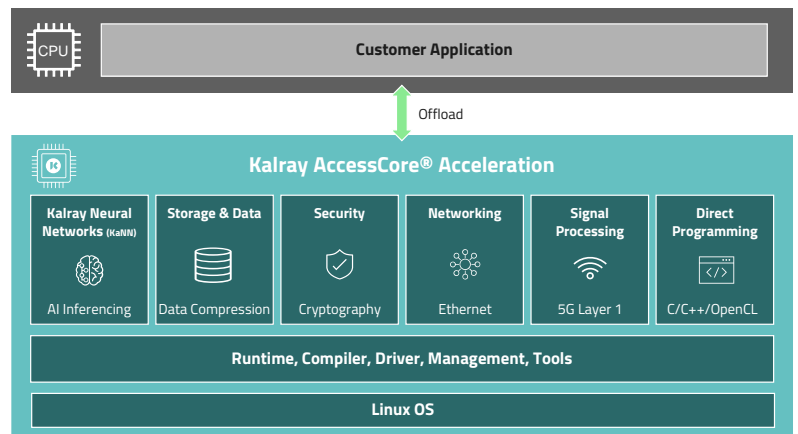 CPU
Customer Application
Offload
K
Kalray AccessCore® Acceleration
Kalray Neural
Networks (KaNN)
AI Inferencing
Storage & Data
Data Compression
Security
Cryptography
Networking
Ethernet
Signal
Processing
5G Layer 1
Direct
Programming
</>
C/C++/OpenCL
Runtime, Compiler, Driver, Management, Tools
Linux OS